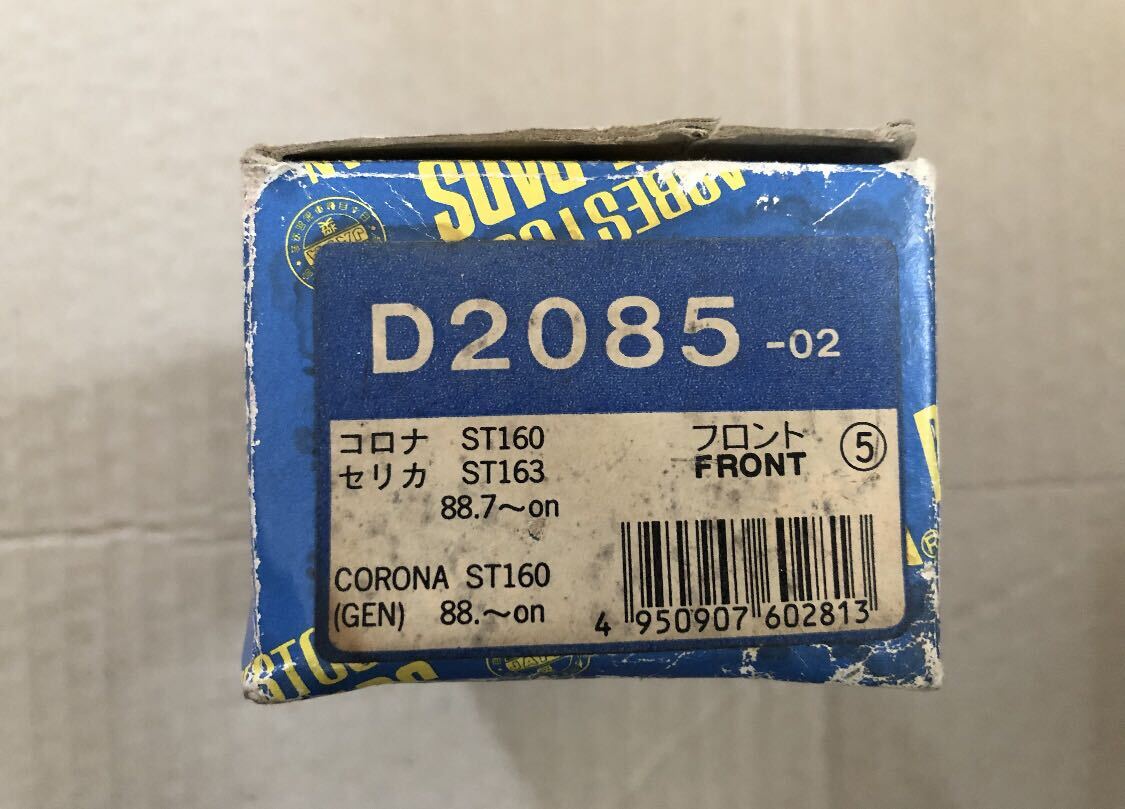 D2085 -02
コロナ ST160
セリカ ST163
88.7～on
フロント
FRONT
⑤
CORONA ST160
(GEN) 88.～on
4 950907 602813